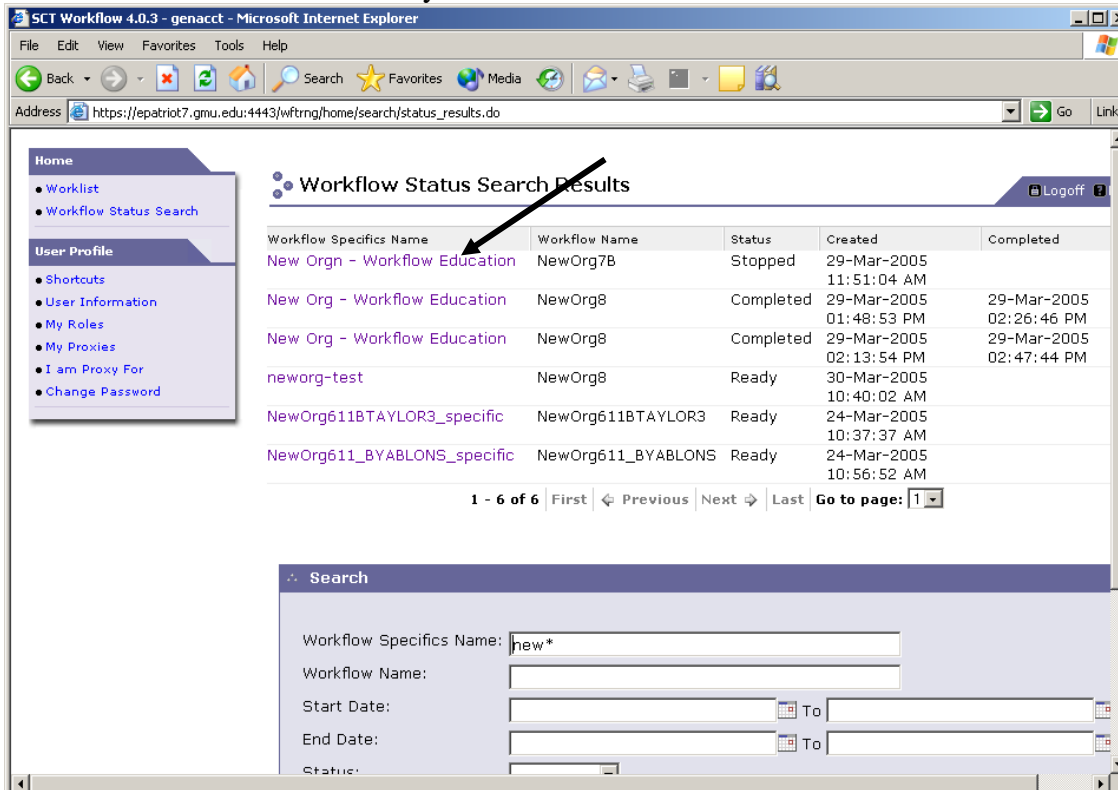 SCT Workflow 4.0.3 - genacct - Microsoft Internet Explorer
File Edit View Favorites Tools Help
Back Search Favorites Media
Address https://epatriot7.gmu.edu:4443/wftrng/home/search/status_results.do Go Link
Home
Worklist
Workflow Status Search
User Profile
Shortcuts
User Information
My Roles
My Proxies
I am Proxy For
Change Password
Workflow Status Search Results
Logoff
Workflow Specifics Name Workflow Name Status Created Completed
New Orgn - Workflow Education NewOrg7B Stopped 29-Mar-2005
11:51:04 AM
New Org - Workflow Education NewOrg8 Completed 29-Mar-2005 29-Mar-2005
01:48:53 PM 02:26:46 PM
New Org - Workflow Education NewOrg8 Completed 29-Mar-2005 29-Mar-2005
02:13:54 PM 02:47:44 PM
neworg-test NewOrg8 Ready 30-Mar-2005
10:40:02 AM
NewOrg611BTAYLOR3_specific NewOrg611BTAYLOR3 Ready 24-Mar-2005
10:37:37 AM
NewOrg611_BYABLONS_specific NewOrg611_BYABLONS Ready 24-Mar-2005
10:56:52 AM
1 - 6 of 6 First Previous Next Last Go to page: 1
Search
Workflow Specifics Name: new*
Workflow Name:
Start Date: To
End Date: To
Status: